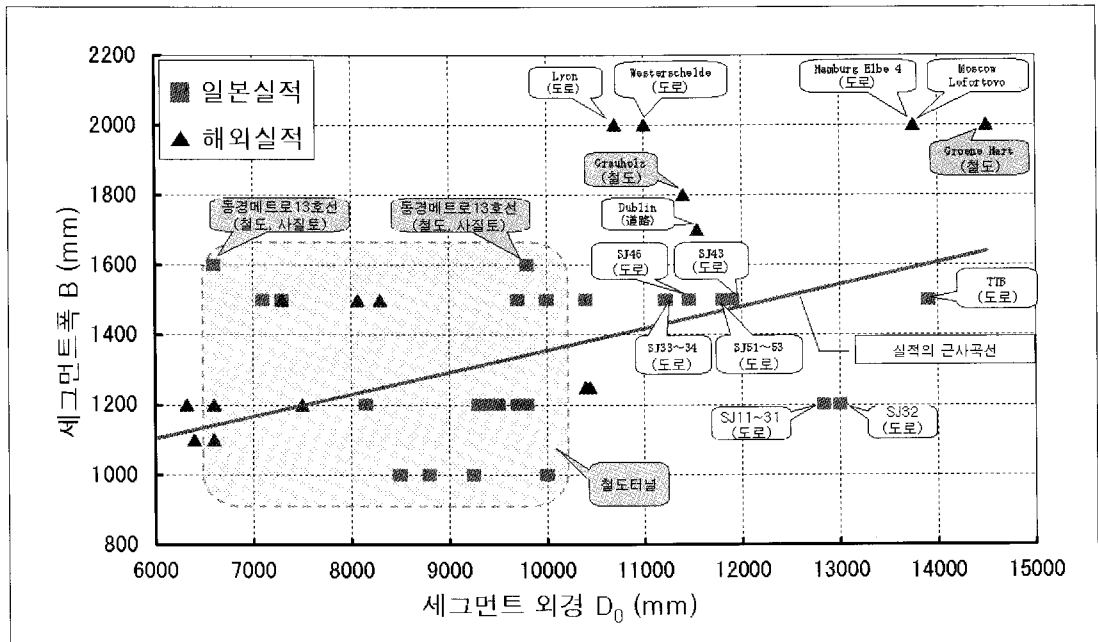 2200
2000
1800
1600
1400
1200
1000
800
세그먼트폭 B (mm)
일본실적
해외실적
Lyon
(도로)
Westerschelde
(도로)
Hamburg Elbe 4
(도로)
Moscow
Lefortovo
Grauholz
(철도)
Groene Hart
(철도)
동경메트로13호선
(철도, 사질토)
동경메트로13호선
(철도, 사질토)
Dublin
(道路)
SJ46
(도로)
SJ43
(도로)
TTB
(도로)
SJ33~34
(도로)
SJ51~53
(도로)
실적의 근사곡선
SJ11~31
(도로)
SJ32
(도로)
철도터널
6000 7000 8000 9000 10000 11000 12000 13000 14000 15000
세그먼트 외경 D0 (mm)